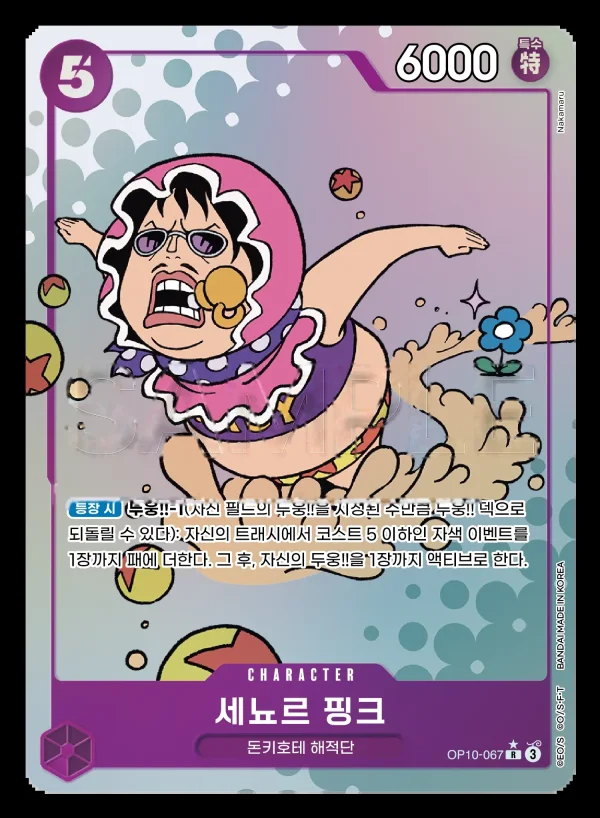 5
6000
특수
特
Nakamaru
SAMPLE
등장 시 두웅!!-1(자신 필드의 두웅!!을 지정된 수만큼 두웅!! 덱으로
되돌릴 수 있다): 자신의 트래시에서 코스트 5 이하인 자색 이벤트를
1장까지 패에 더한다. 그 후, 자신의 두웅!!을 1장까지 액티브로 한다.
CHARACTER
세뇨르 핑크
돈키호테 해적단
OP10-067 R 3
©E.O/S ©O/S·F·T BANDAI MADE IN KOREA